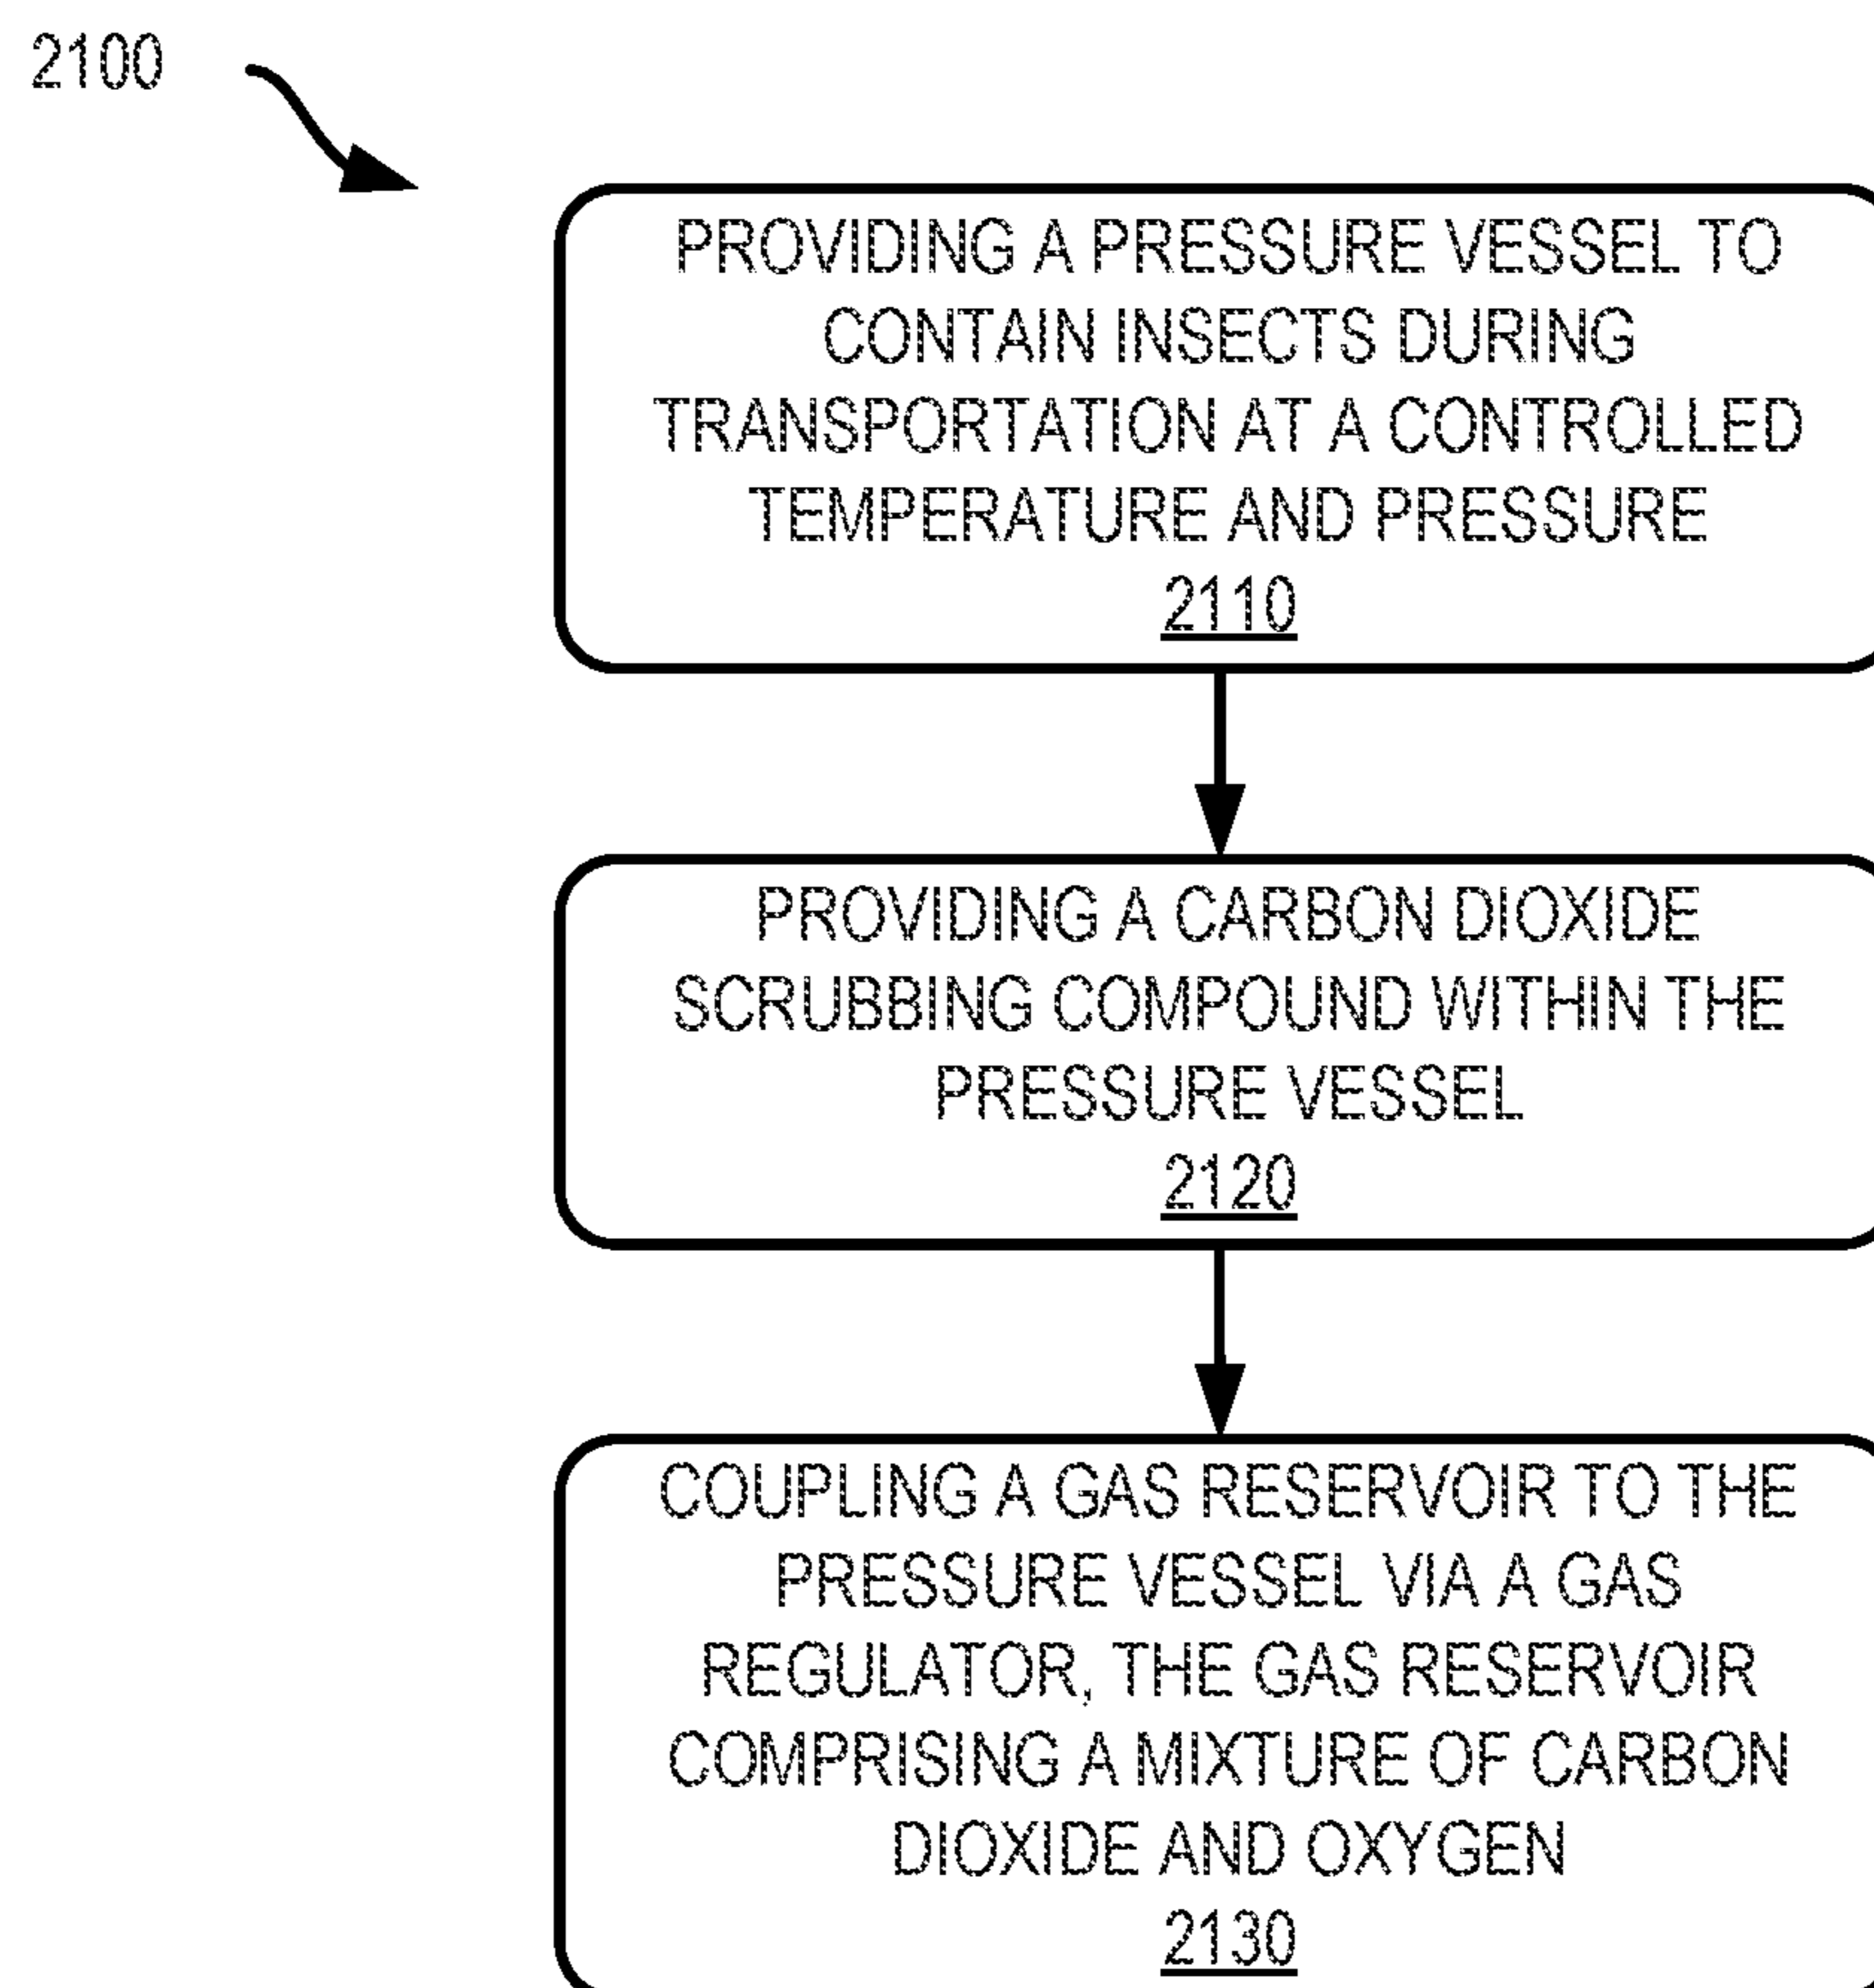 2100
PROVIDING A PRESSURE VESSEL TO
CONTAIN INSECTS DURING
TRANSPORTATION AT A CONTROLLED
TEMPERATURE AND PRESSURE
2110
PROVIDING A CARBON DIOXIDE
SCRUBBING COMPOUND WITHIN THE
PRESSURE VESSEL
2120
COUPLING A GAS RESERVOIR TO THE
PRESSURE VESSEL VIA A GAS
REGULATOR, THE GAS RESERVOIR
COMPRISING A MIXTURE OF CARBON
DIOXIDE AND OXYGEN
2130